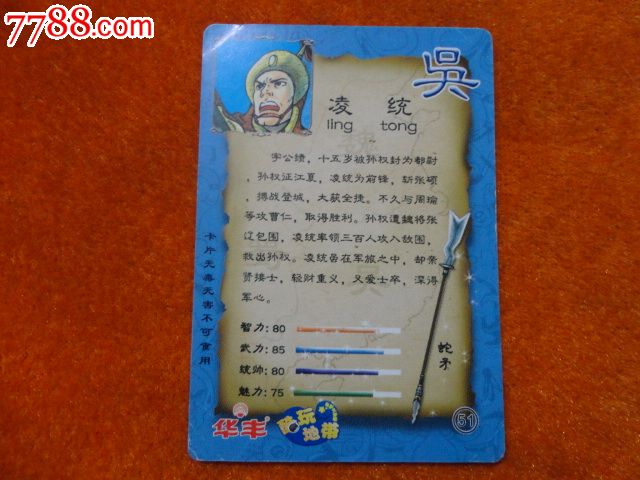 7788.com
吳
凌 统
ling tong
字公绩，十五岁被孙权封为都尉
，孙权征江夏，凌统为前锋，斩张硕
，搏战登城，大获全捷。不久与周瑜
等攻曹仁，取得胜利。孙权遭魏将张
辽包围，凌统率领三百人攻入敌围，
救出孙权。凌统虽在军旅之中，却亲
贤接士，轻财重义，又爱士卒，深得
军心。
智力：80
武力：85
统帅：80
魅力：75
蛇矛
卡片无毒无害不可食用
华丰
玩
地带
51